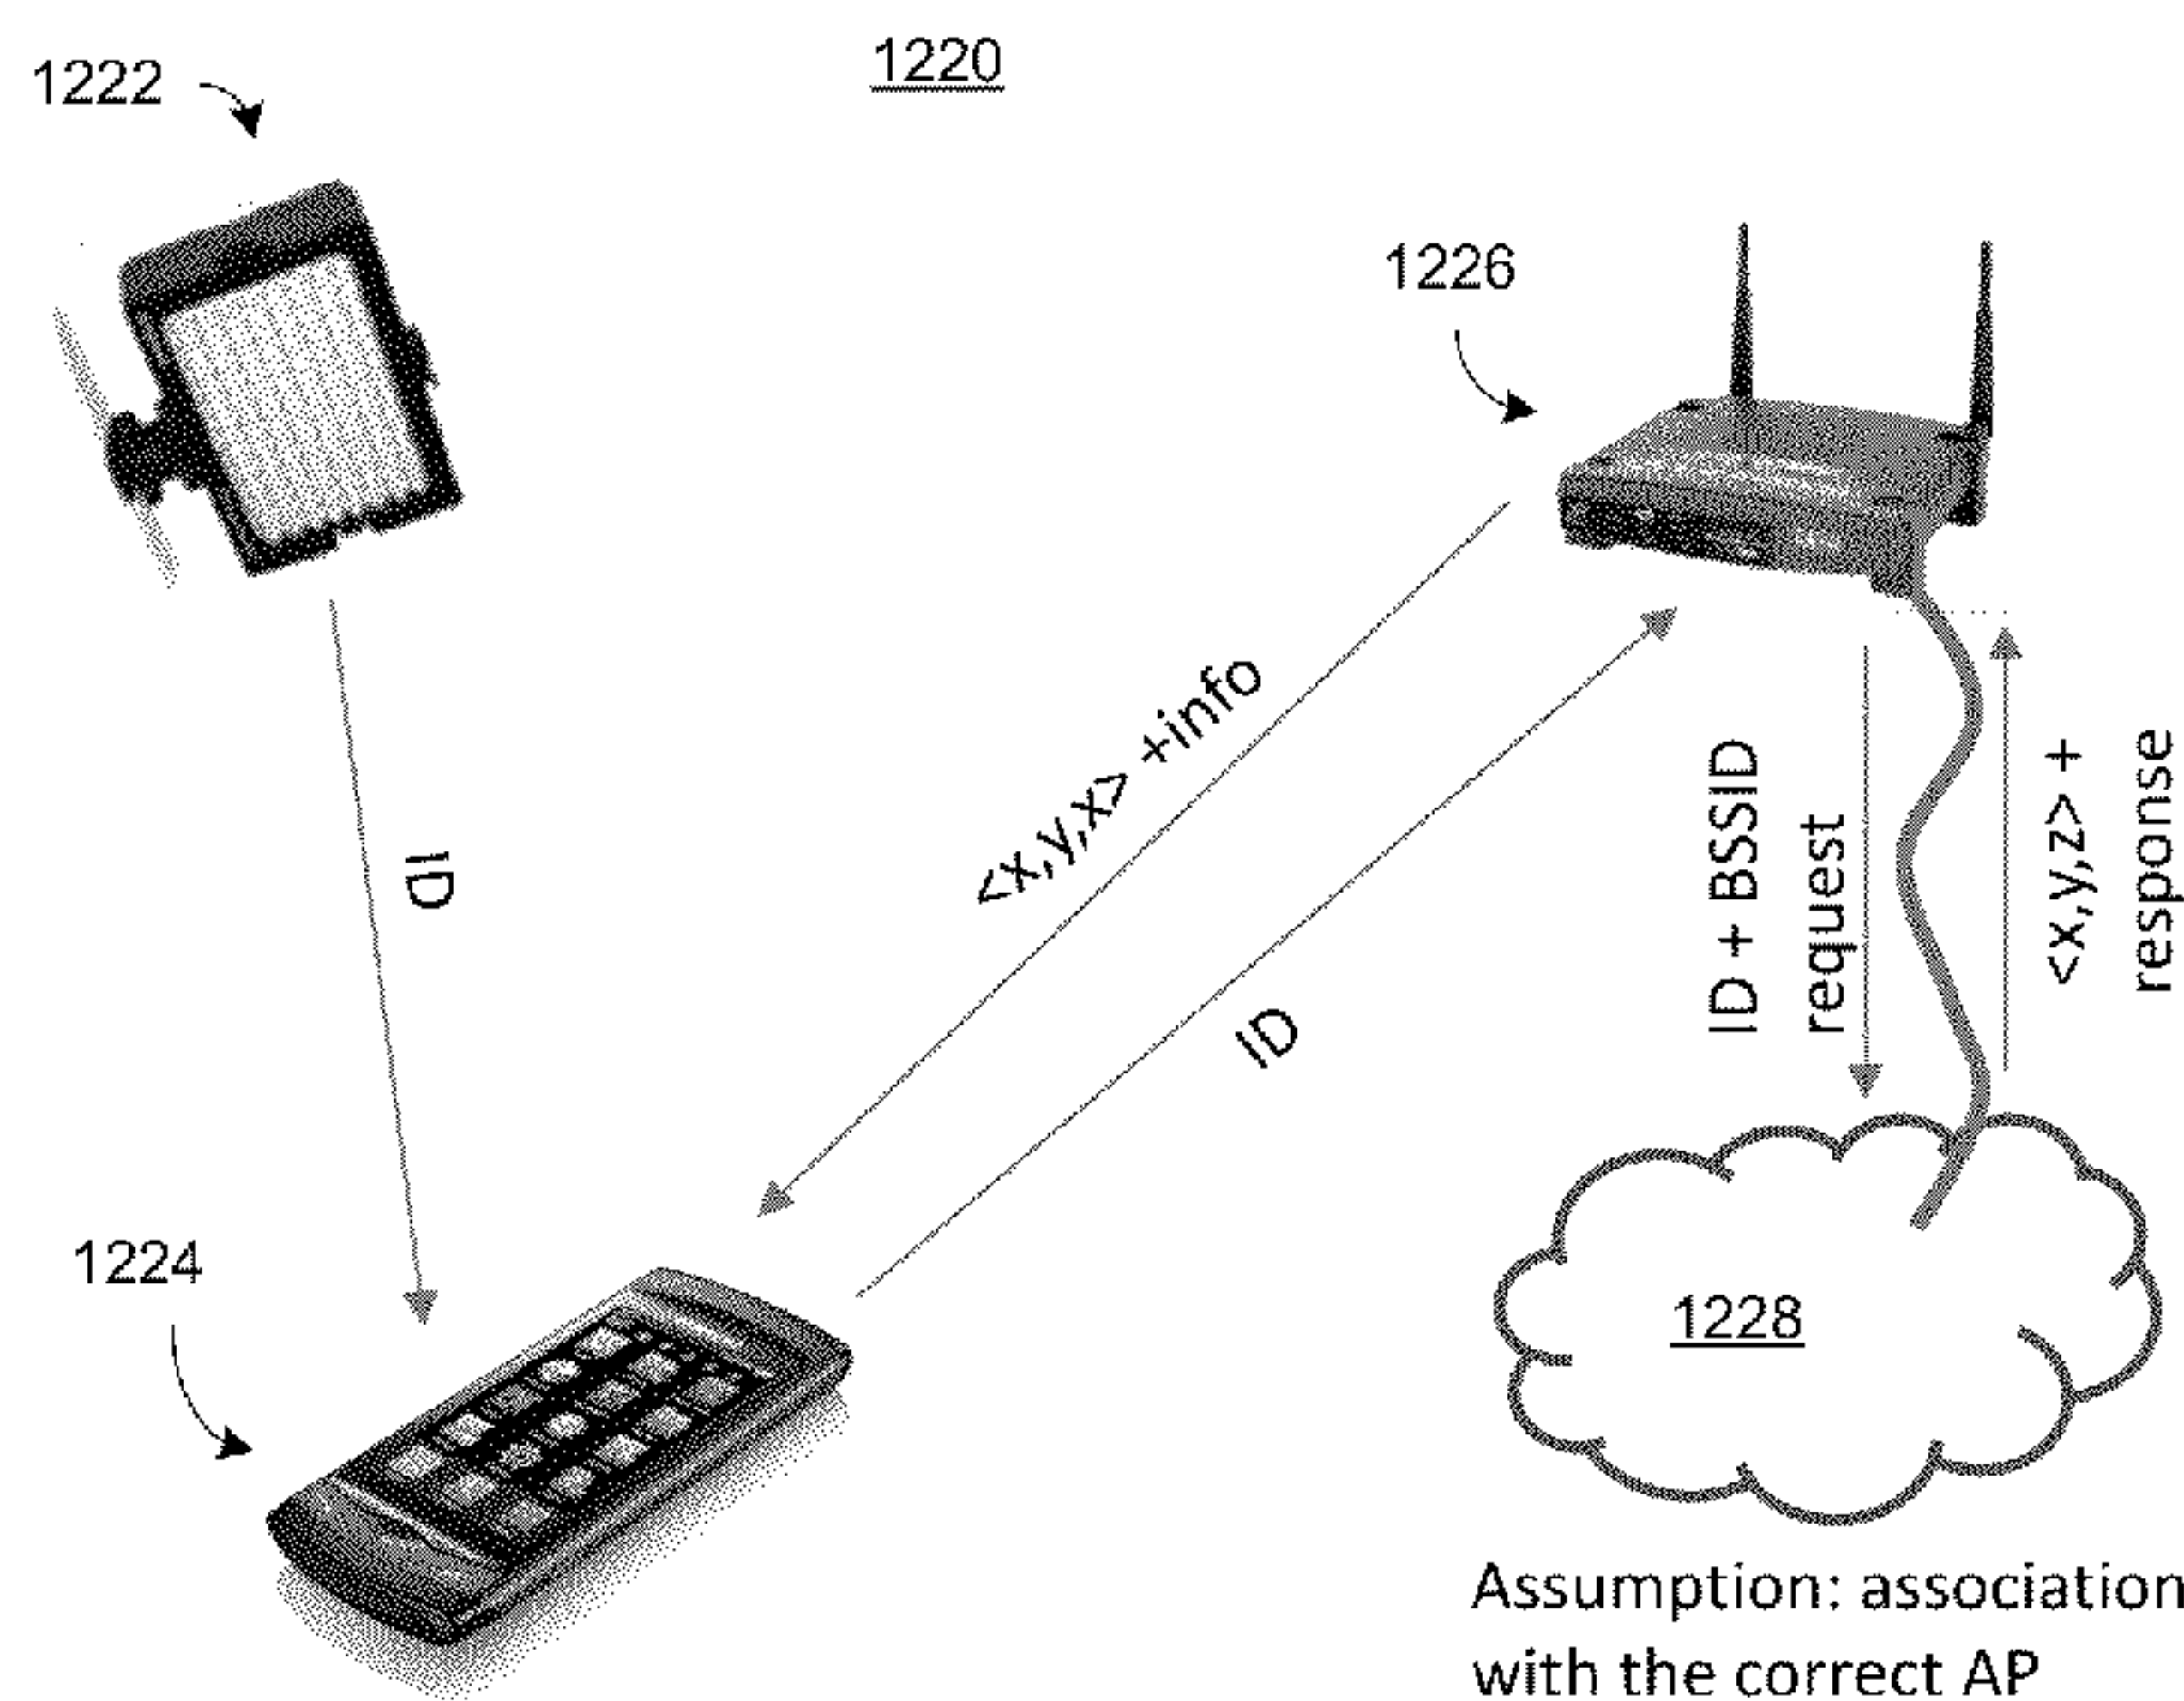 1220
1222
1226
<x,y,x> +info
ID + BSSID
request
<x,y,z> +
response
ID
ID
1224
1228
Assumption: association
with the correct AP